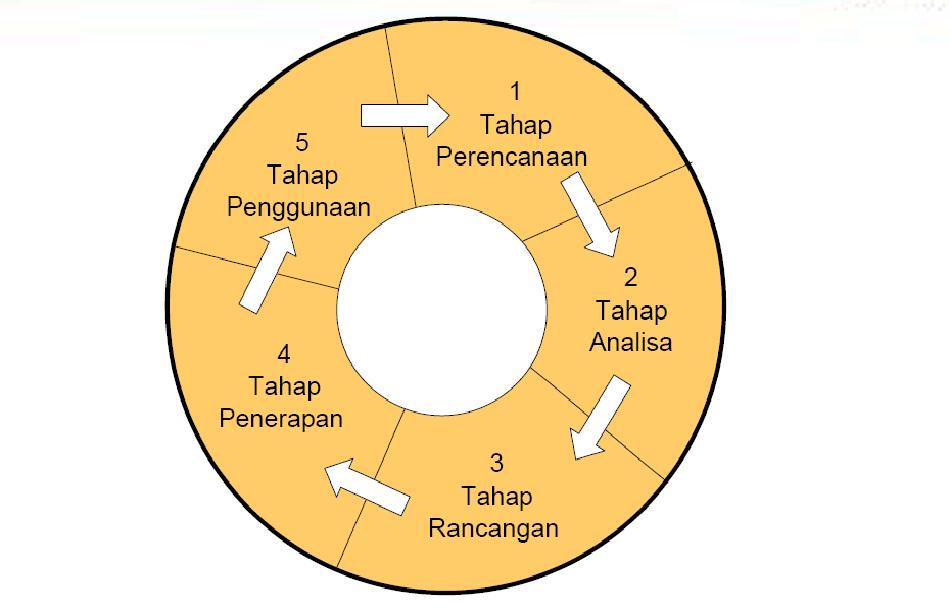 1
Tahap
Perencanaan
2
Tahap
Analisa
3
Tahap
Rancangan
4
Tahap
Penerapan
5
Tahap
Penggunaan